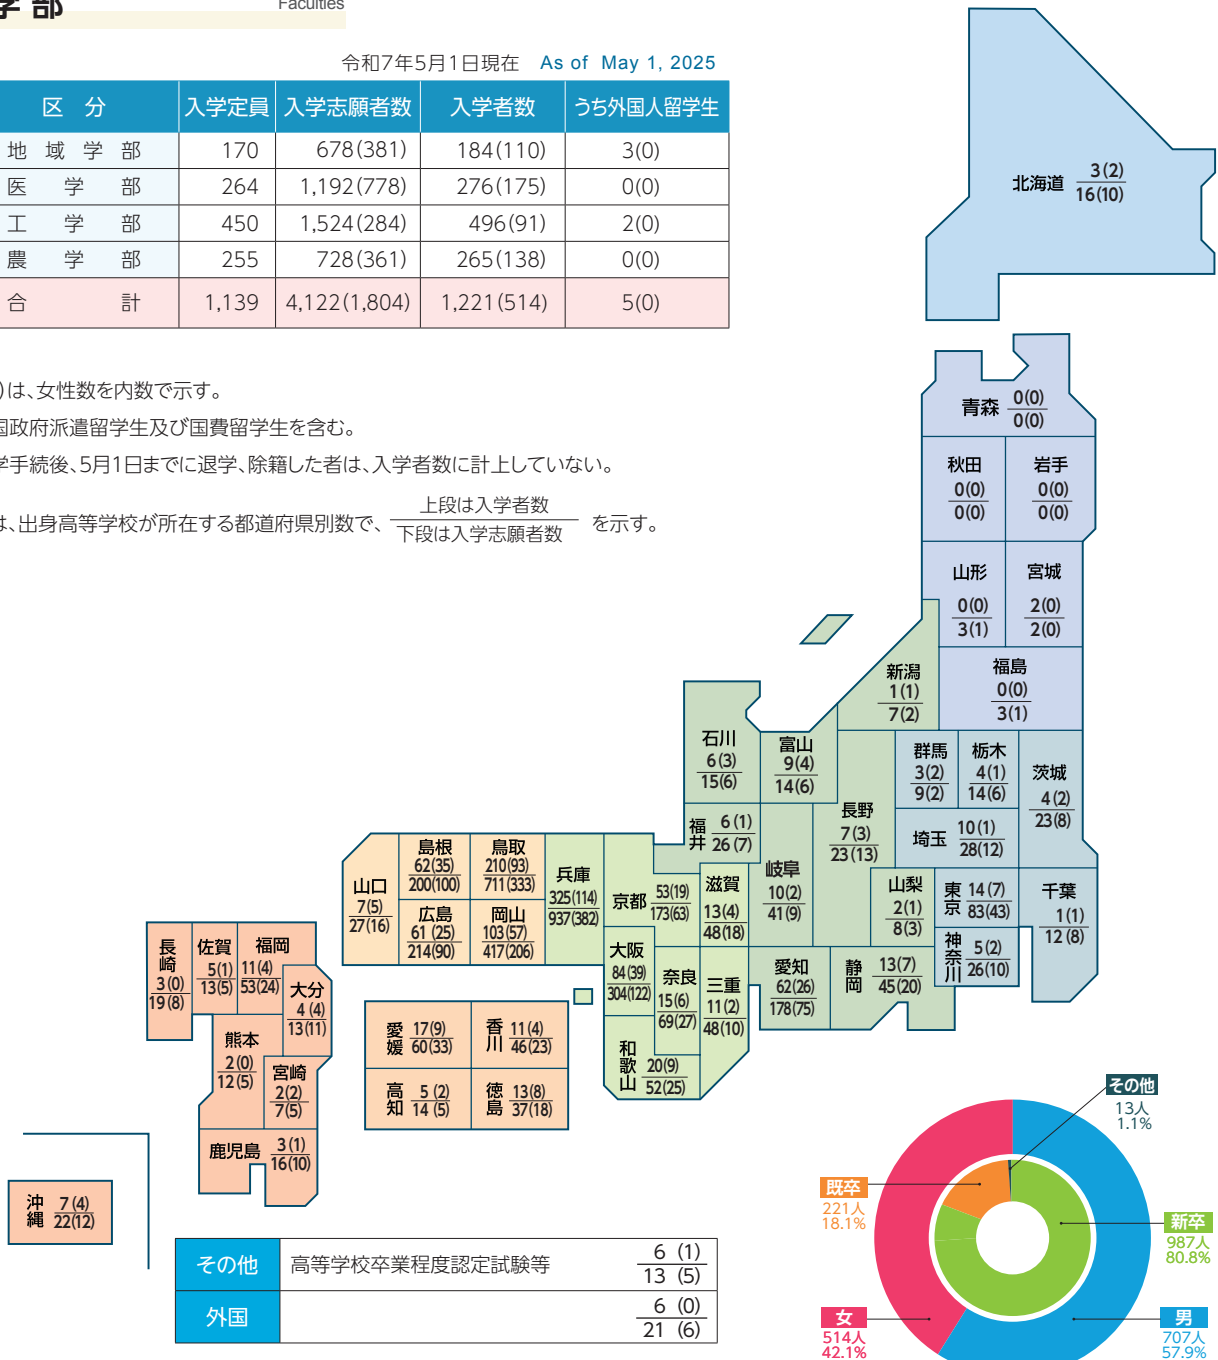 学部
Faculties
令和7年5月1日現在 As of May 1, 2025
区 分 入学定員 入学志願者数 入学者数 うち外国人留学生
地 域 学 部 170 678(381) 184(110) 3(0)
医 学 部 264 1,192(778) 276(175) 0(0)
工 学 部 450 1,524(284) 496(91) 2(0)
農 学 部 255 728(361) 265(138) 0(0)
合 計 1,139 4,122(1,804) 1,221(514) 5(0)
)は、女性数を内数で示す。
国政府派遣留学生及び国費留学生を含む。
学手続後、5月1日までに退学、除籍した者は、入学者数に計上していない。
は、出身高等学校が所在する都道府県別数で、 上段は入学者数 を示す。
下段は入学志願者数
北海道 3(2)
16(10)
青森 0(0)
0(0)
秋田
0(0)
0(0)
岩手
0(0)
0(0)
山形
0(0)
3(1)
宮城
2(0)
2(0)
福島
0(0)
3(1)
新潟
1(1)
7(2)
石川
6(3)
15(6)
富山
9(4)
14(6)
群馬
3(2)
9(2)
栃木
4(1)
14(6)
茨城
4(2)
23(8)
長野
7(3)
23(13)
埼玉 10(1)
28(12)
福井 6(1)
26(7)
岐阜
10(2)
41(9)
山梨
2(1)
8(3)
東京 14(7)
83(43)
千葉
1(1)
12(8)
神奈川 5(2)
26(10)
愛知
62(26)
178(75)
静岡 13(7)
45(20)
滋賀
13(4)
48(18)
三重
11(2)
48(10)
奈良
15(6)
69(27)
京都 53(19)
173(63)
大阪
84(39)
304(122)
和歌山 20(9)
52(25)
兵庫
325(114)
937(382)
鳥取
210(93)
711(333)
島根
62(35)
200(100)
岡山
103(57)
417(206)
広島
61(25)
214(90)
山口
7(5)
27(16)
愛媛 17(9)
60(33)
香川 11(4)
46(23)
高知 5(2)
14(5)
徳島 13(8)
37(18)
福岡
11(4)
53(24)
佐賀
5(1)
13(5)
長崎
3(0)
19(8)
大分
4(4)
13(11)
熊本
2(0)
12(5)
宮崎
2(2)
7(5)
鹿児島 3(1)
16(10)
沖縄 7(4)
22(12)
その他 高等学校卒業程度認定試験等 6 (1)
13 (5)
外国 6 (0)
21 (6)
その他
13人
1.1%
既卒
221人
18.1%
新卒
987人
80.8%
女
514人
42.1%
男
707人
57.9%